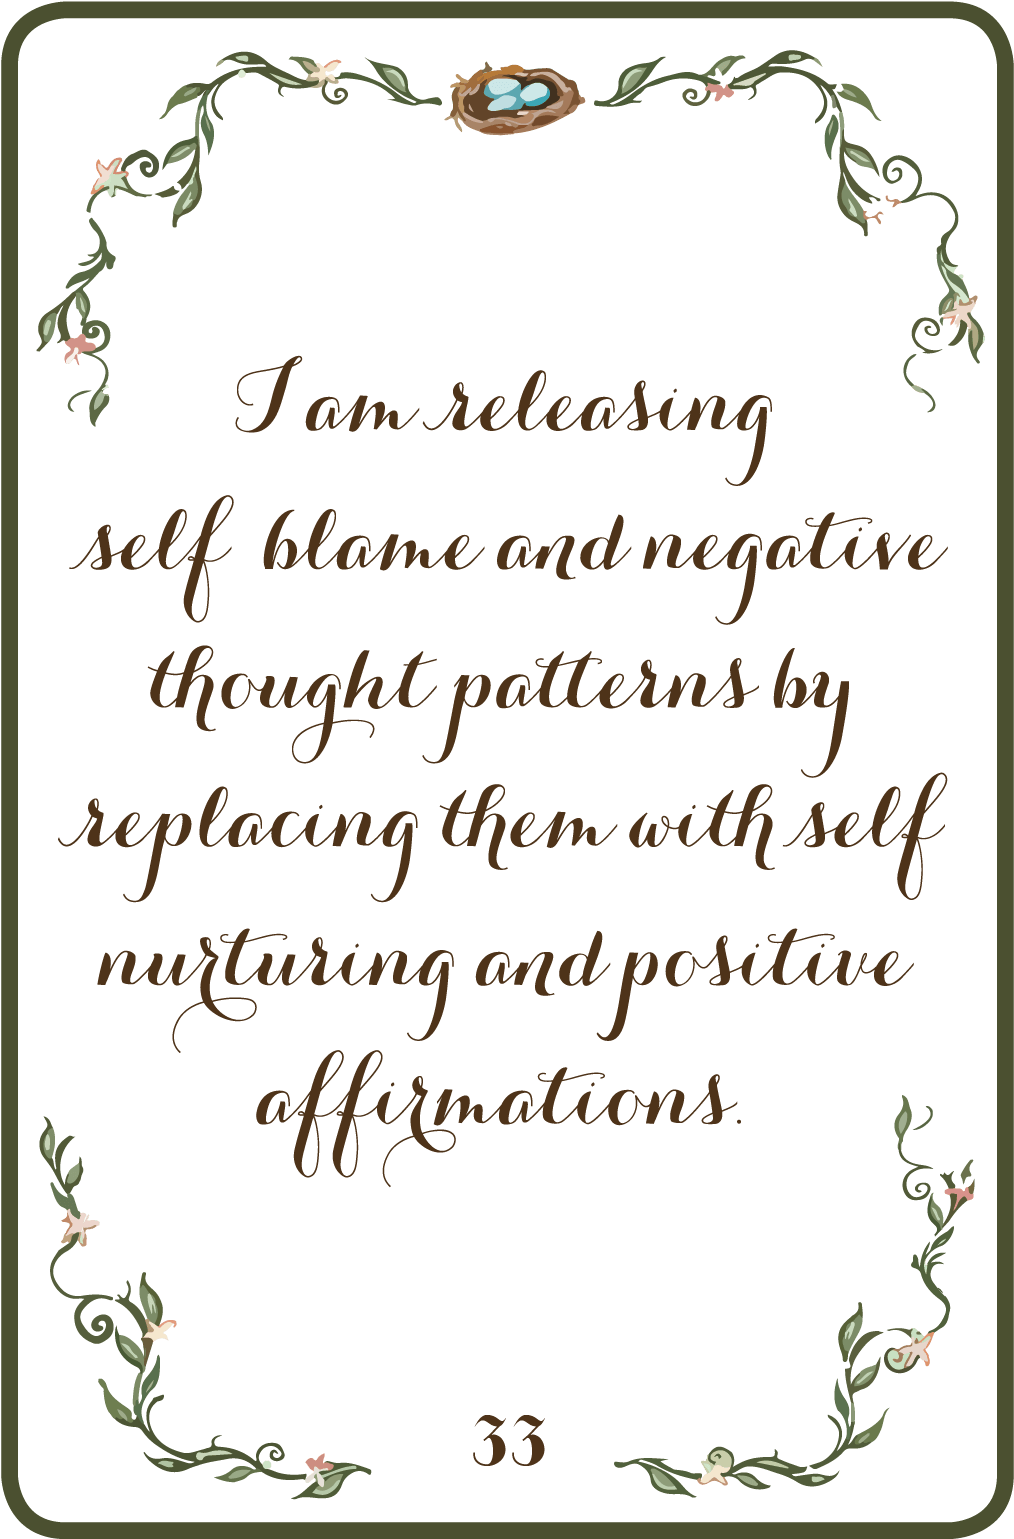 I am releasing
self blame and negative
thought patterns by
replacing them with self
nurturing and positive
affirmations.
33